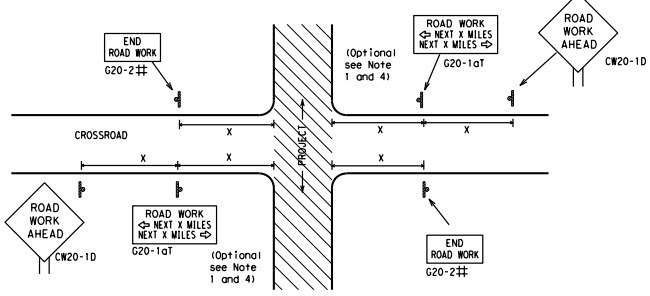 ROAD
WORK
AHEAD
CW20-1D
ROAD WORK
⇦ NEXT X MILES
NEXT X MILES ⇨
G20-1aT
(Optional
see Note
1 and 4)
END
ROAD WORK
G20-2#
X
X
X
CROSSROAD
PROJECT
X
X
X
ROAD
WORK
AHEAD
CW20-1D
ROAD WORK
⇦ NEXT X MILES
NEXT X MILES ⇨
G20-1aT
(Optional
see Note
1 and 4)
END
ROAD WORK
G20-2#